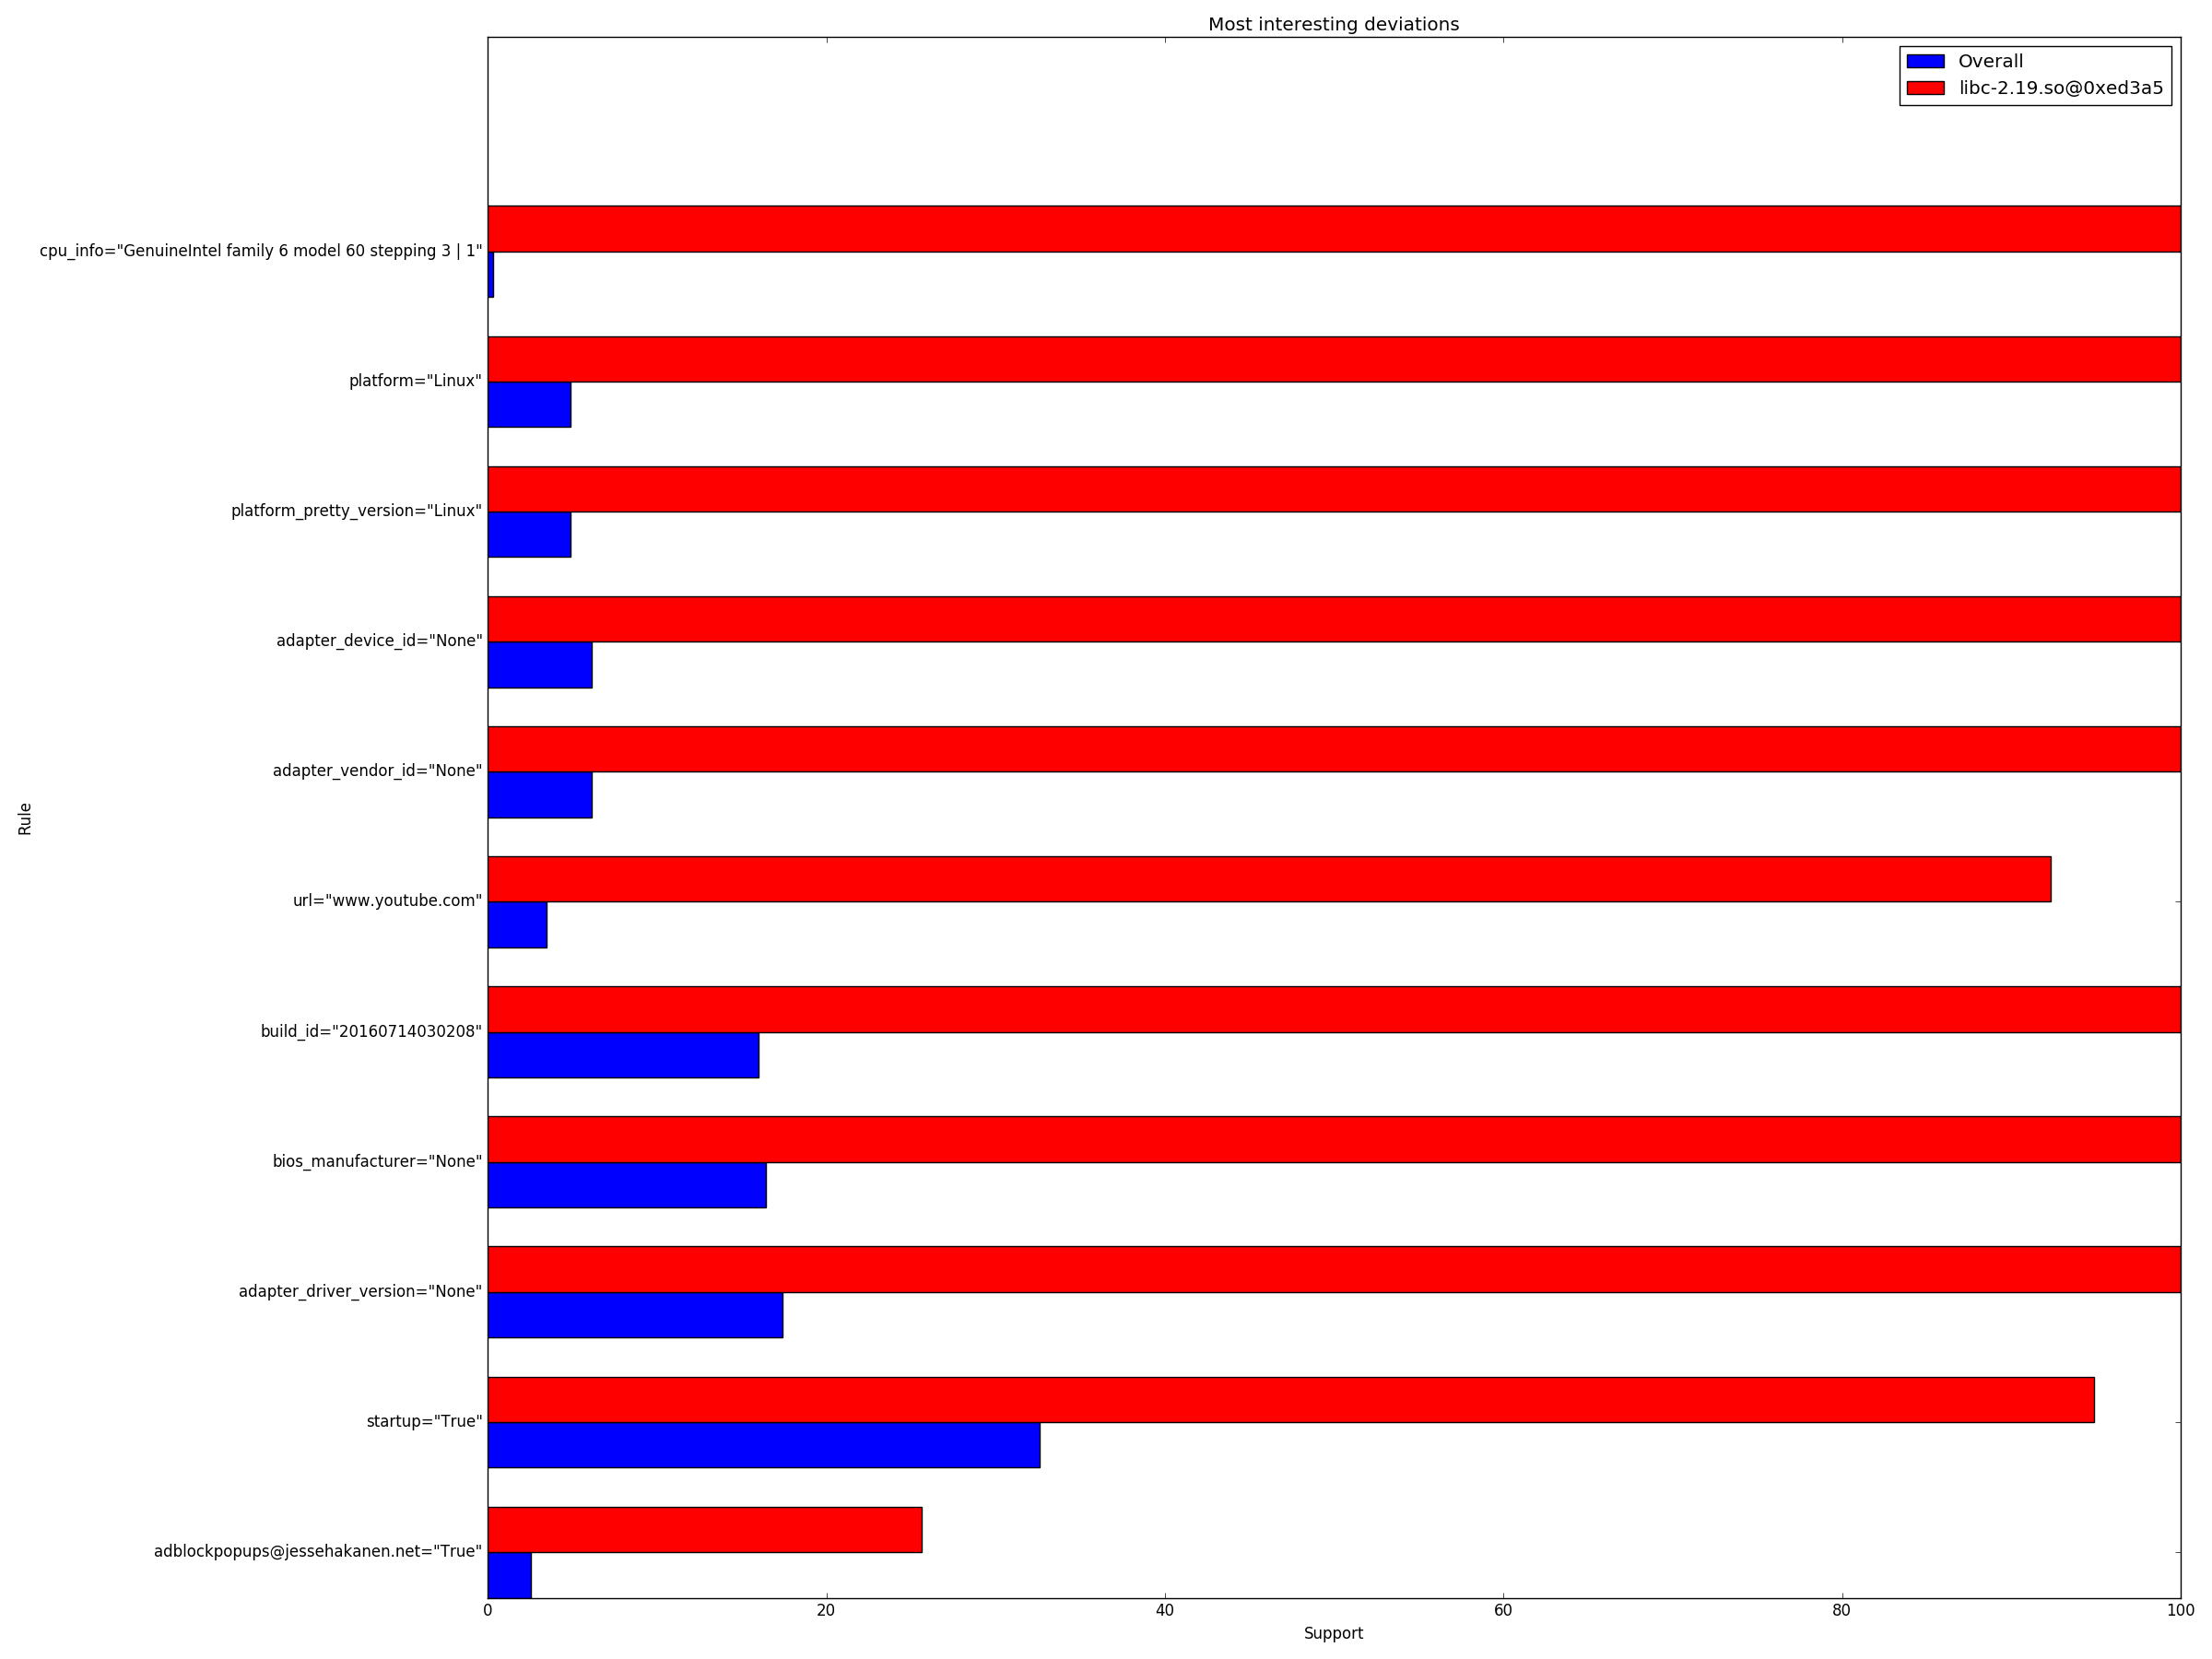 Most interesting deviations
Overall
libc-2.19.so@0xed3a5
cpu_info="GenuineIntel family 6 model 60 stepping 3 | 1"
platform="Linux"
platform_pretty_version="Linux"
adapter_device_id="None"
adapter_vendor_id="None"
Rule
url="www.youtube.com"
build_id="20160714030208"
bios_manufacturer="None"
adapter_driver_version="None"
startup="True"
adblockpopups@jessehakanen.net="True"
0 20 40 60 80 100
Support